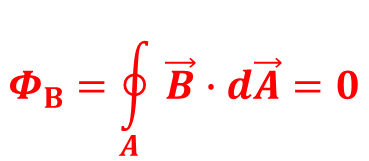 Φ_B = ∮_A B⃗ · dA⃗ = 0